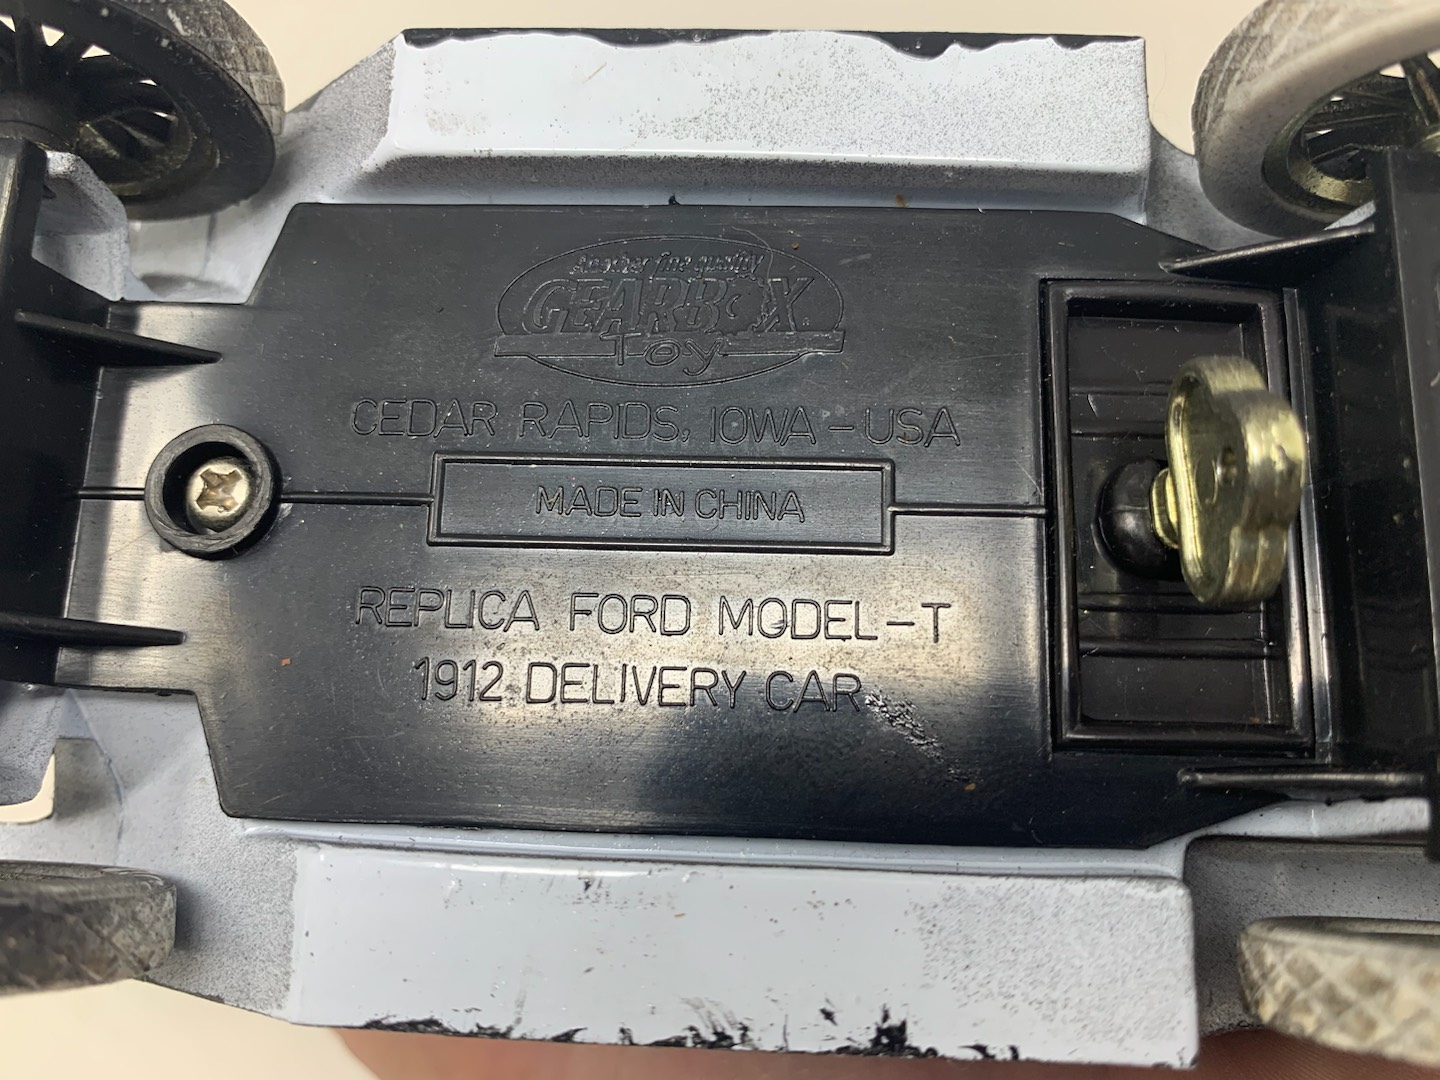 Another fine quality
GEARBOX
Toy
CEDAR RAPIDS, IOWA - USA
MADE IN CHINA
REPLICA FORD MODEL-T
1912 DELIVERY CAR